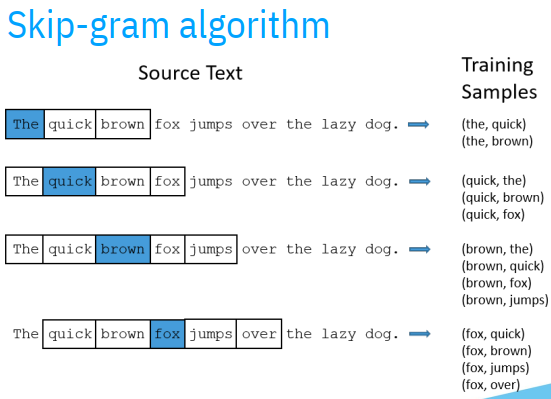 Skip-gram algorithm
Source Text
Training
Samples
The quick brown fox jumps over the lazy dog.
(the, quick)
(the, brown)
The quick brown fox jumps over the lazy dog.
(quick, the)
(quick, brown)
(quick, fox)
The quick brown fox jumps over the lazy dog.
(brown, the)
(brown, quick)
(brown, fox)
(brown, jumps)
The quick brown fox jumps over the lazy dog.
(fox, quick)
(fox, brown)
(fox, jumps)
(fox, over)